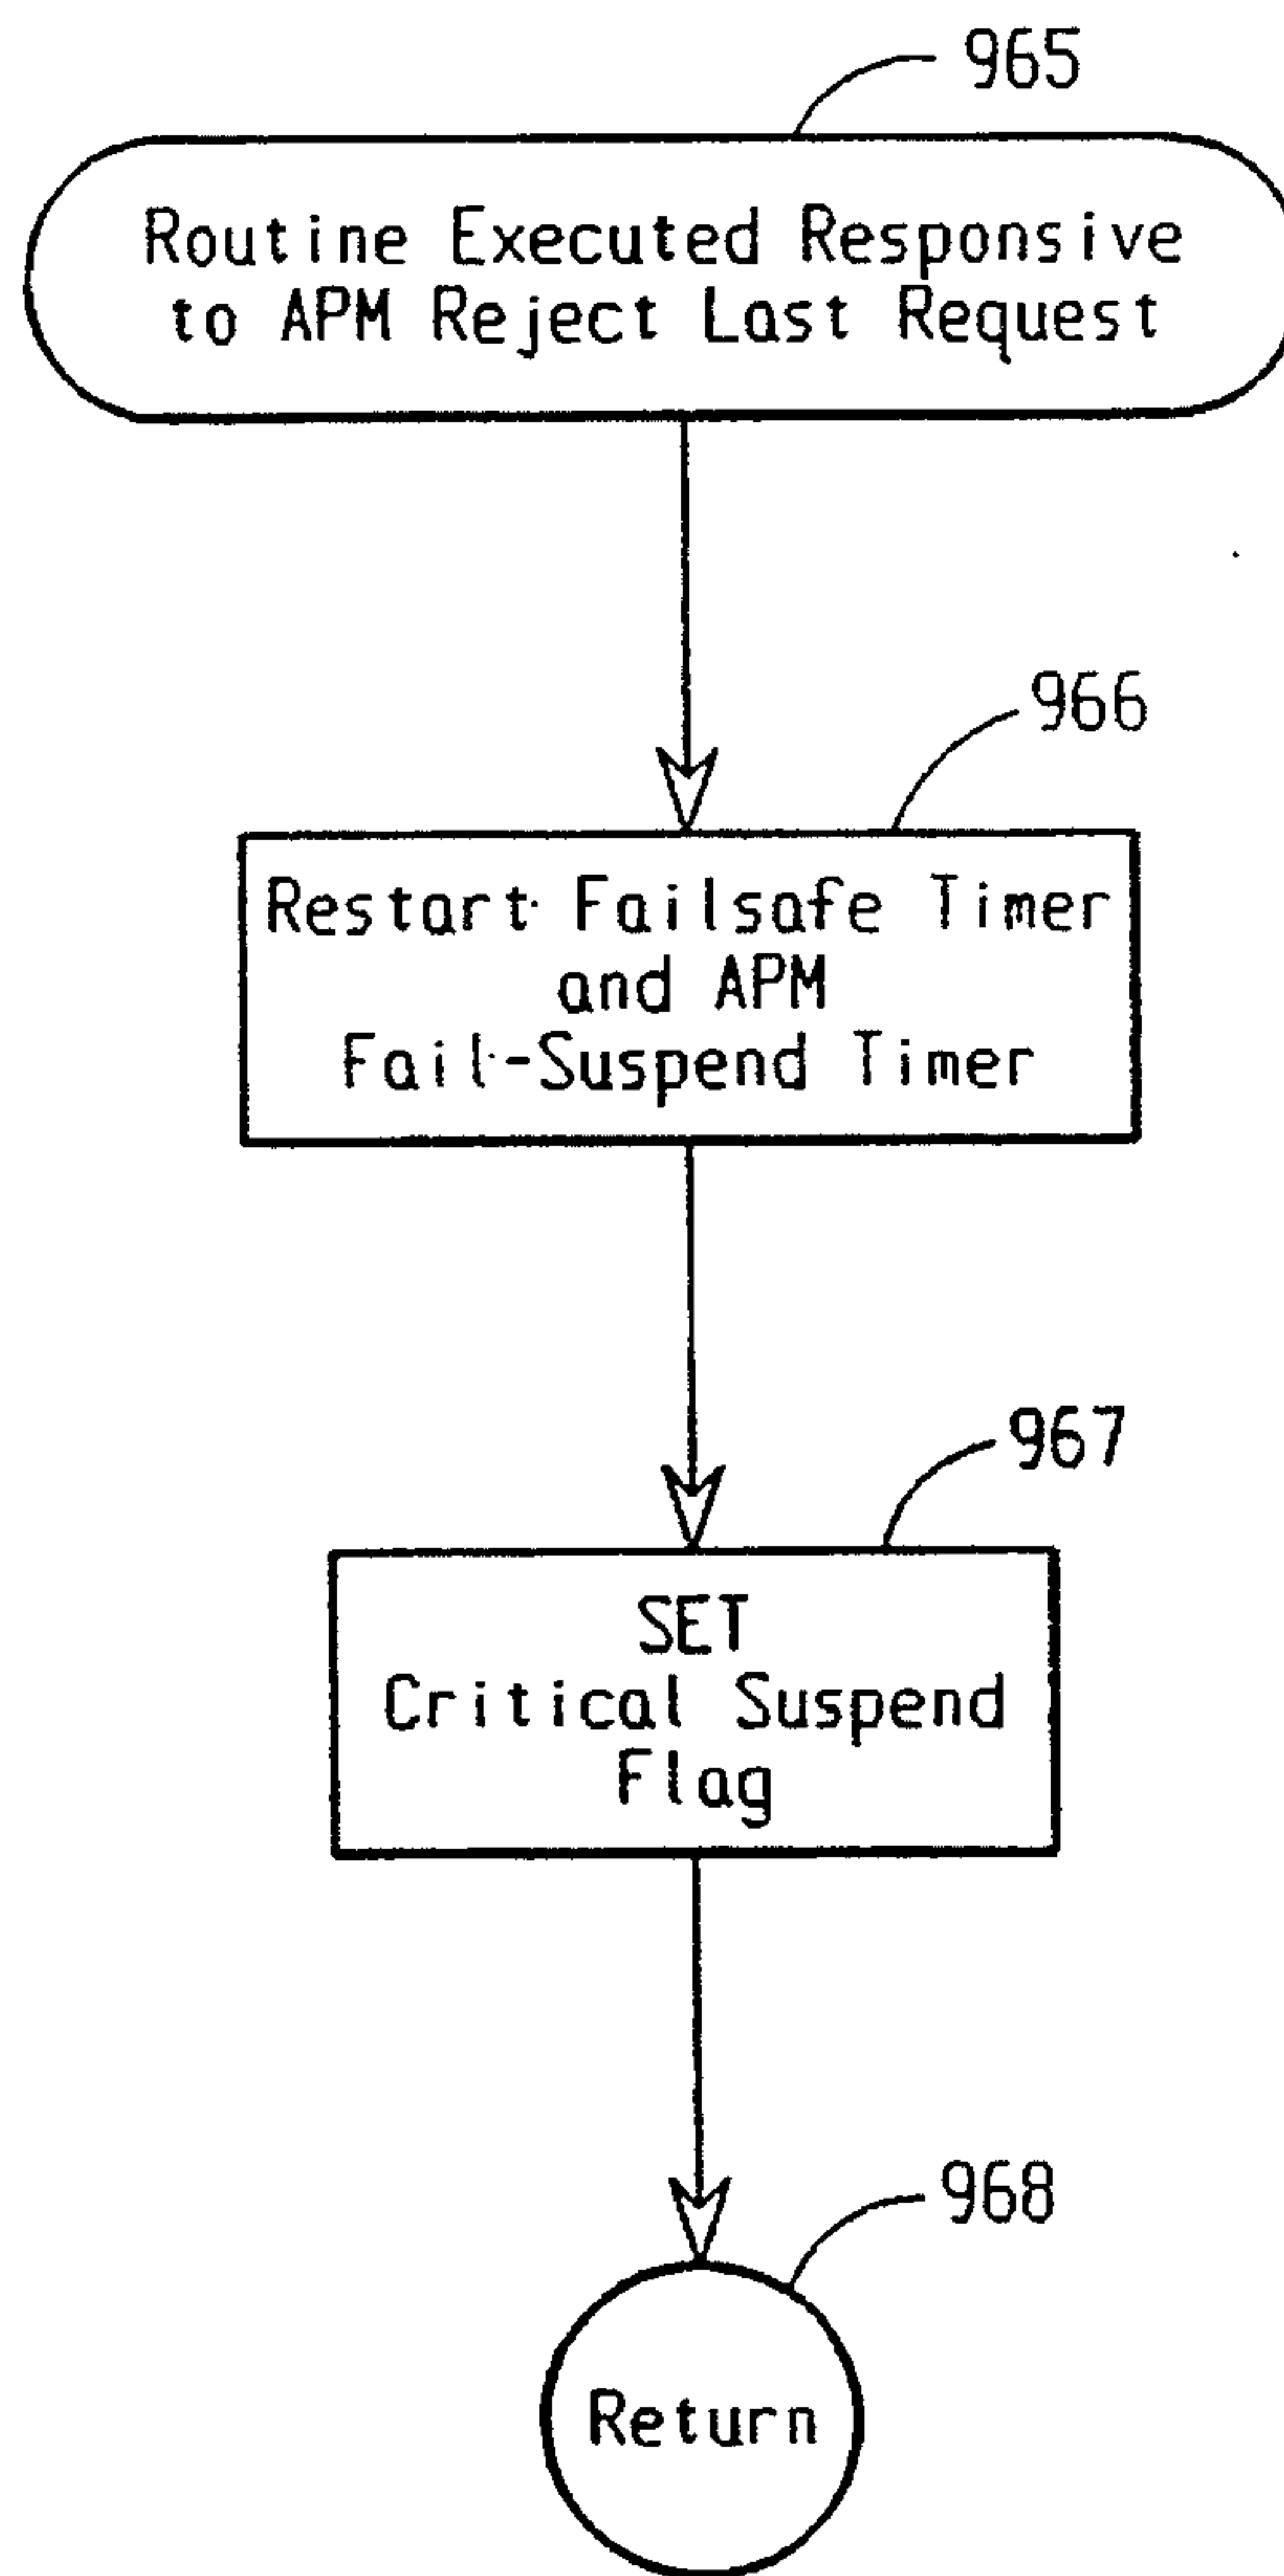 965
Routine Executed Responsive
to APM Reject Last Request
966
Restart Failsafe Timer
and APM
Fail-Suspend Timer
967
SET
Critical Suspend
Flag
968
Return